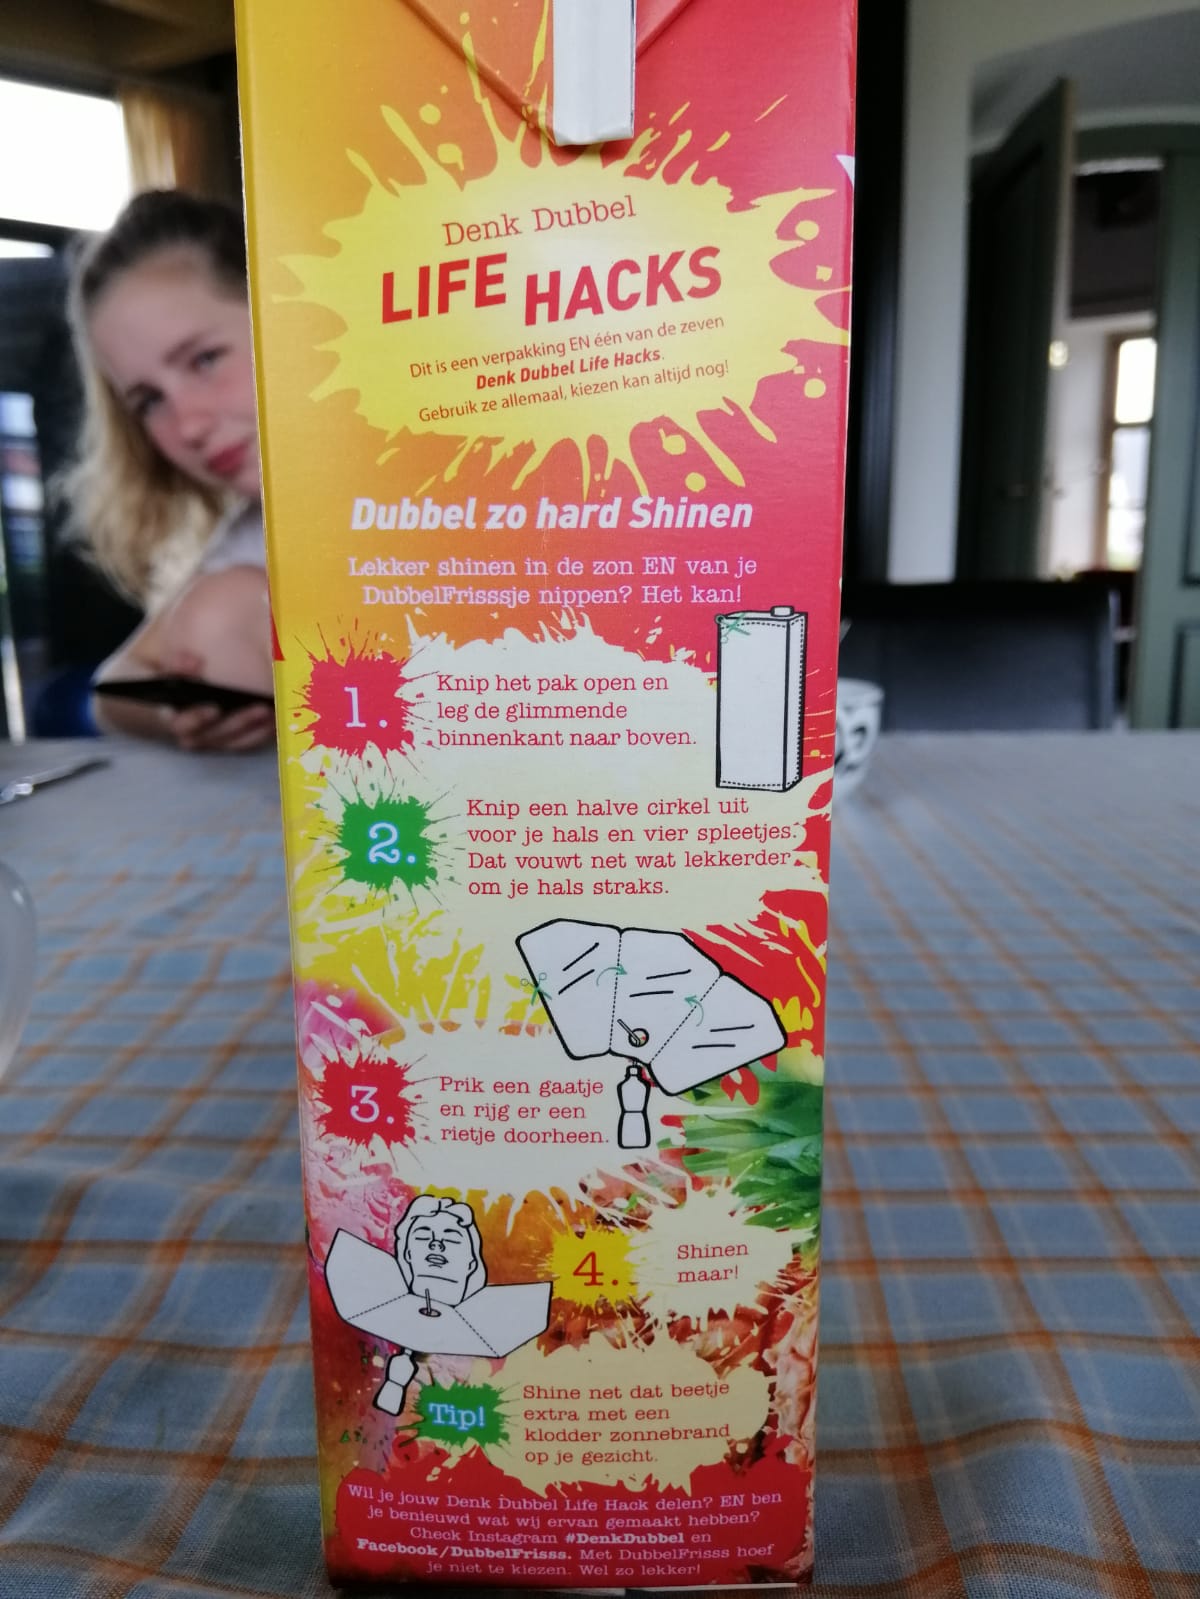 Denk Dubbel
LIFE HACKS
Dit is een verpakking EN één van de zeven
Denk Dubbel Life Hacks.
Gebruik ze allemaal, kiezen kan altijd nog!
Dubbel zo hard Shinen
Lekker shinen in de zon EN van je
DubbelFrisssje nippen? Het kan!
1.
Knip het pak open en
leg de glimmende
binnenkant naar boven.
2.
Knip een halve cirkel uit
voor je hals en vier spleetjes.
Dat vouwt net wat lekkerder
om je hals straks.
3.
Prik een gaatje
en rijg er een
rietje doorheen.
4.
Shinen
maar!
Tip!
Shine net dat beetje
extra met een
klodder zonnebrand
op je gezicht.
Wil je jouw Denk Dubbel Life Hack delen? EN ben
je benieuwd wat wij ervan gemaakt hebben?
Check Instagram #DenkDubbel en
Facebook/DubbelFrisss. Met DubbelFrisss hoef
je niet te kiezen. Wel zo lekker!